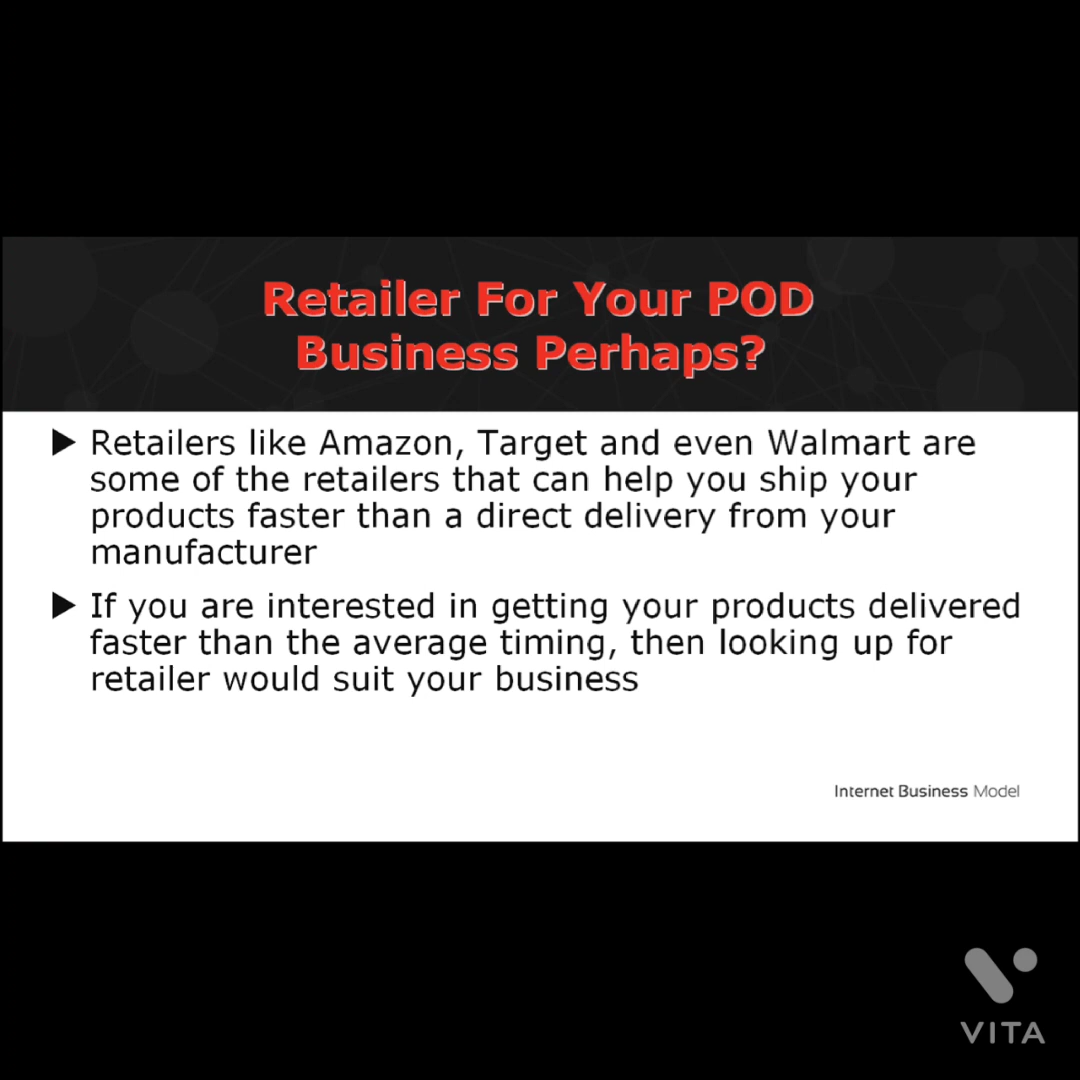 Retailer For Your POD
Business Perhaps?
▶ Retailers like Amazon, Target and even Walmart are
some of the retailers that can help you ship your
products faster than a direct delivery from your
manufacturer
▶ If you are interested in getting your products delivered
faster than the average timing, then looking up for
retailer would suit your business
Internet Business Model
VITA